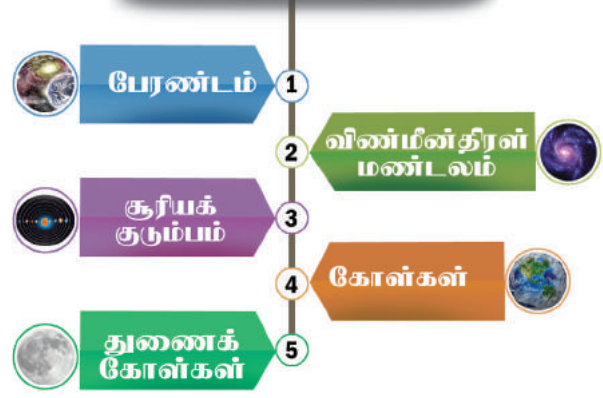 பேரண்டம்
1
விண்மீன்திரள்
மண்டலம்
2
சூரியக்
குடும்பம்
3
கோள்கள்
4
துணைக்
கோள்கள்
5